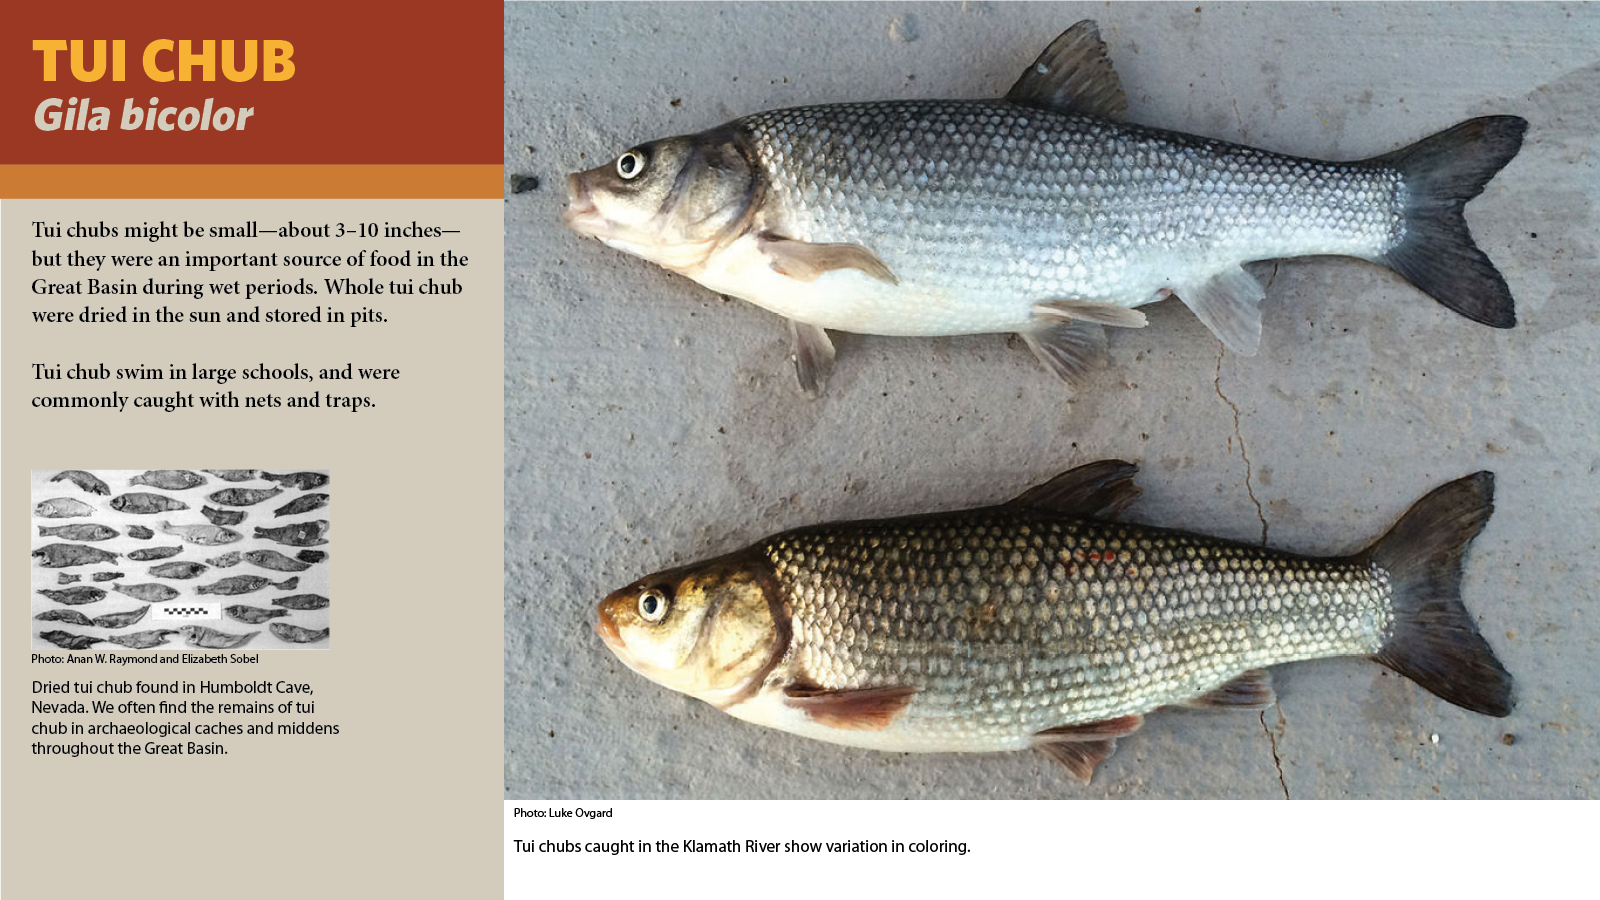 TUI CHUB
Gila bicolor
Tui chubs might be small—about 3–10 inches—
but they were an important source of food in the
Great Basin during wet periods. Whole tui chub
were dried in the sun and stored in pits.
Tui chub swim in large schools, and were
commonly caught with nets and traps.
Photo: Anan W. Raymond and Elizabeth Sobel
Dried tui chub found in Humboldt Cave,
Nevada. We often find the remains of tui
chub in archaeological caches and middens
throughout the Great Basin.
Photo: Luke Ovgard
Tui chubs caught in the Klamath River show variation in coloring.